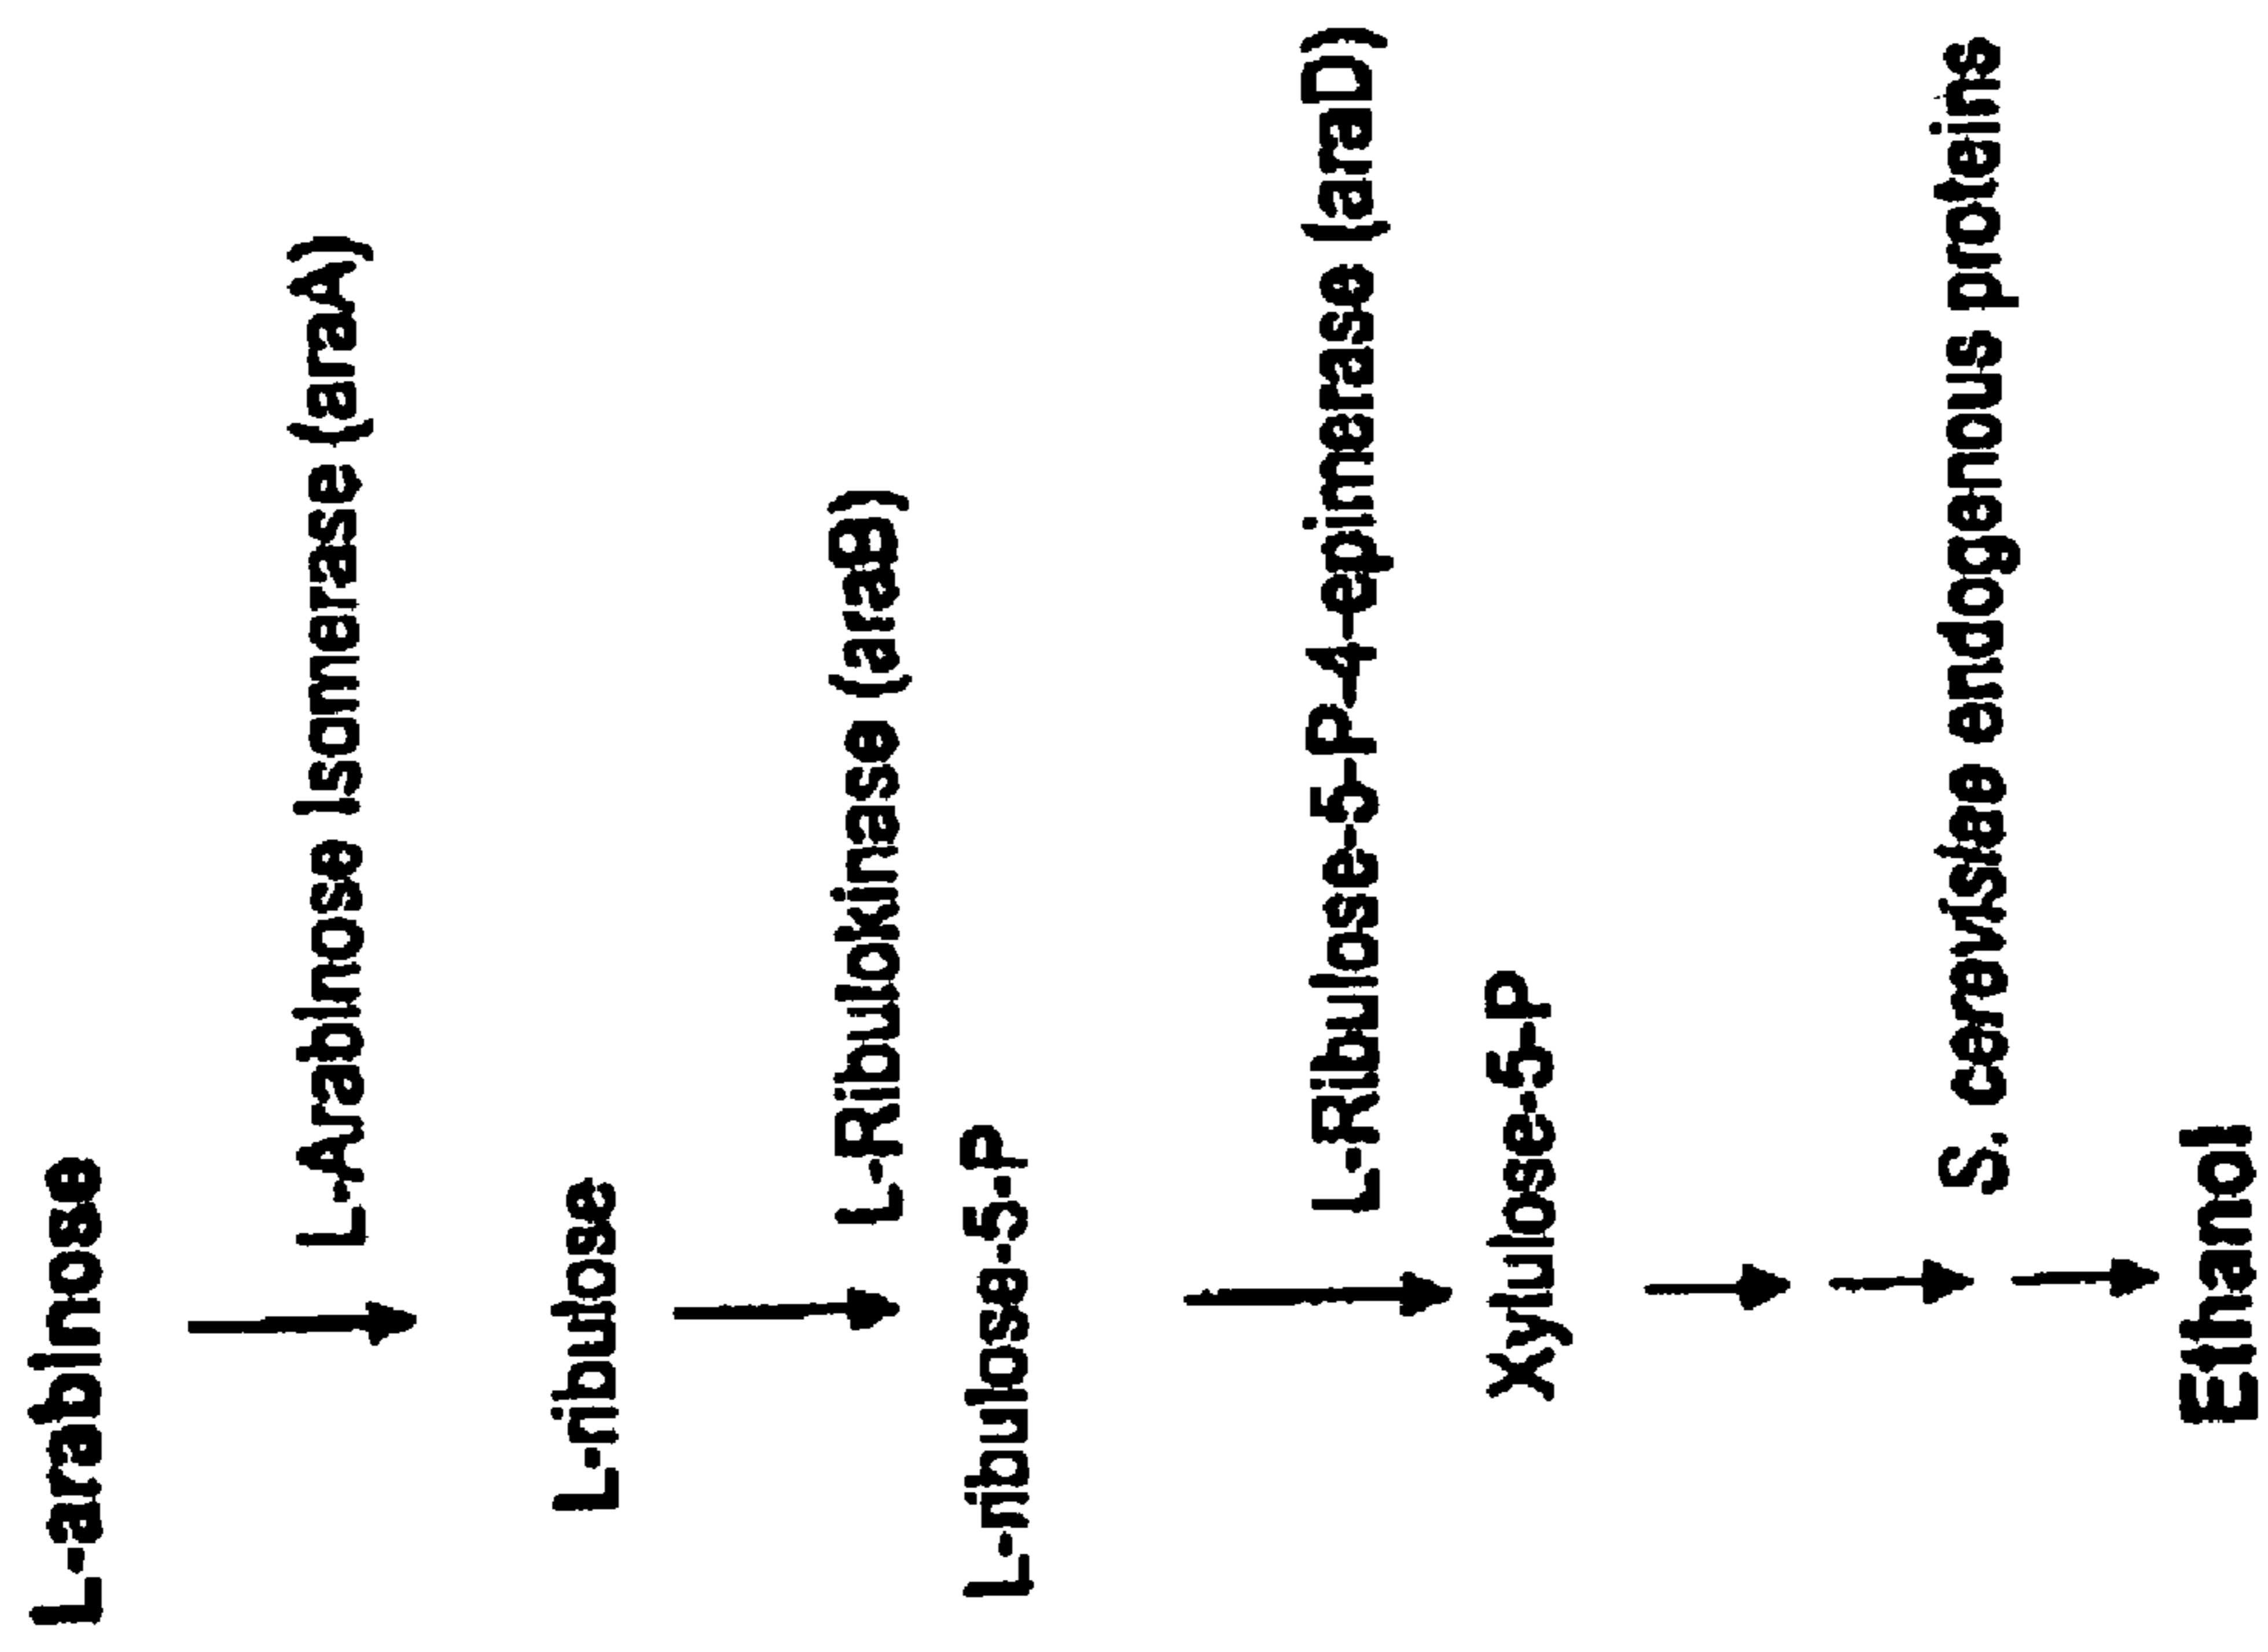 L-arabinose
L-Arabinose Isomerase (araA)
L-ribulose
L-Ribulokinase (araB)
L-ribulose-5-P
L-Ribulose-5-P-4-epimerase (araD)
Xylulose-5-P
S. cerevisiae endogenous proteins
Ethanol